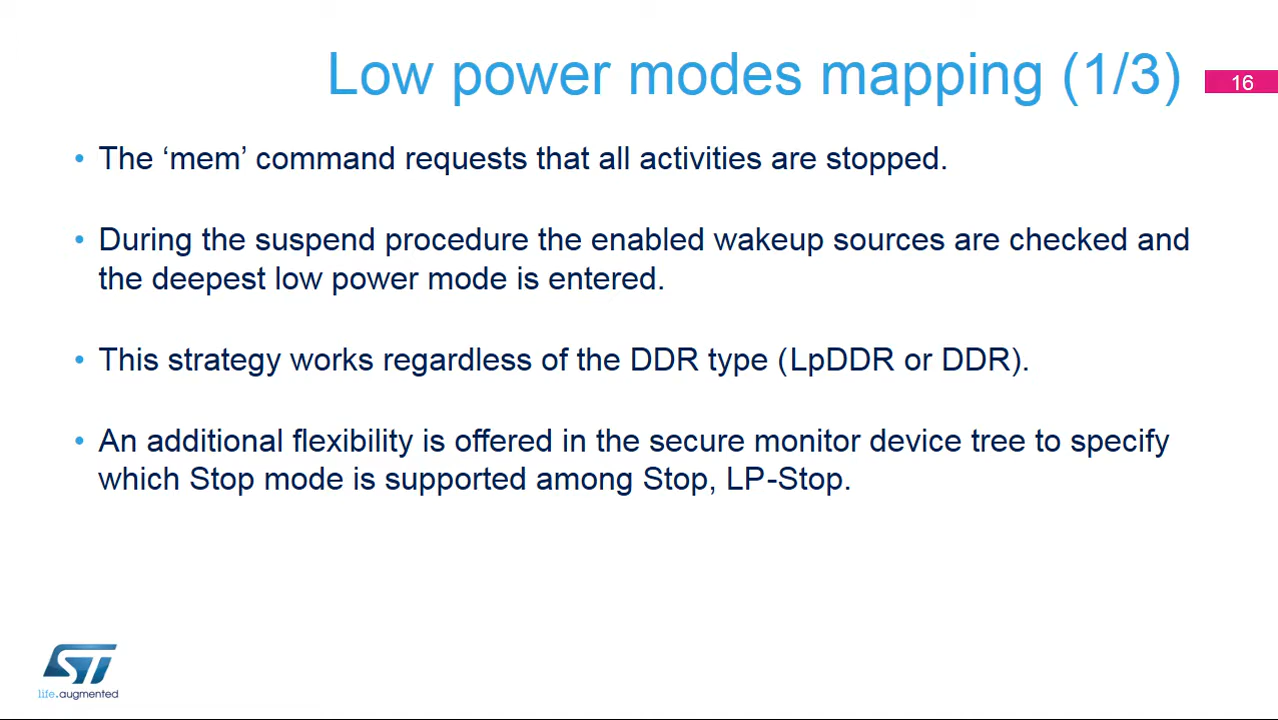 Low power modes mapping (1/3)
16
• The ‘mem’ command requests that all activities are stopped.
• During the suspend procedure the enabled wakeup sources are checked and
the deepest low power mode is entered.
• This strategy works regardless of the DDR type (LpDDR or DDR).
• An additional flexibility is offered in the secure monitor device tree to specify
which Stop mode is supported among Stop, LP-Stop.
ST
life.augmented